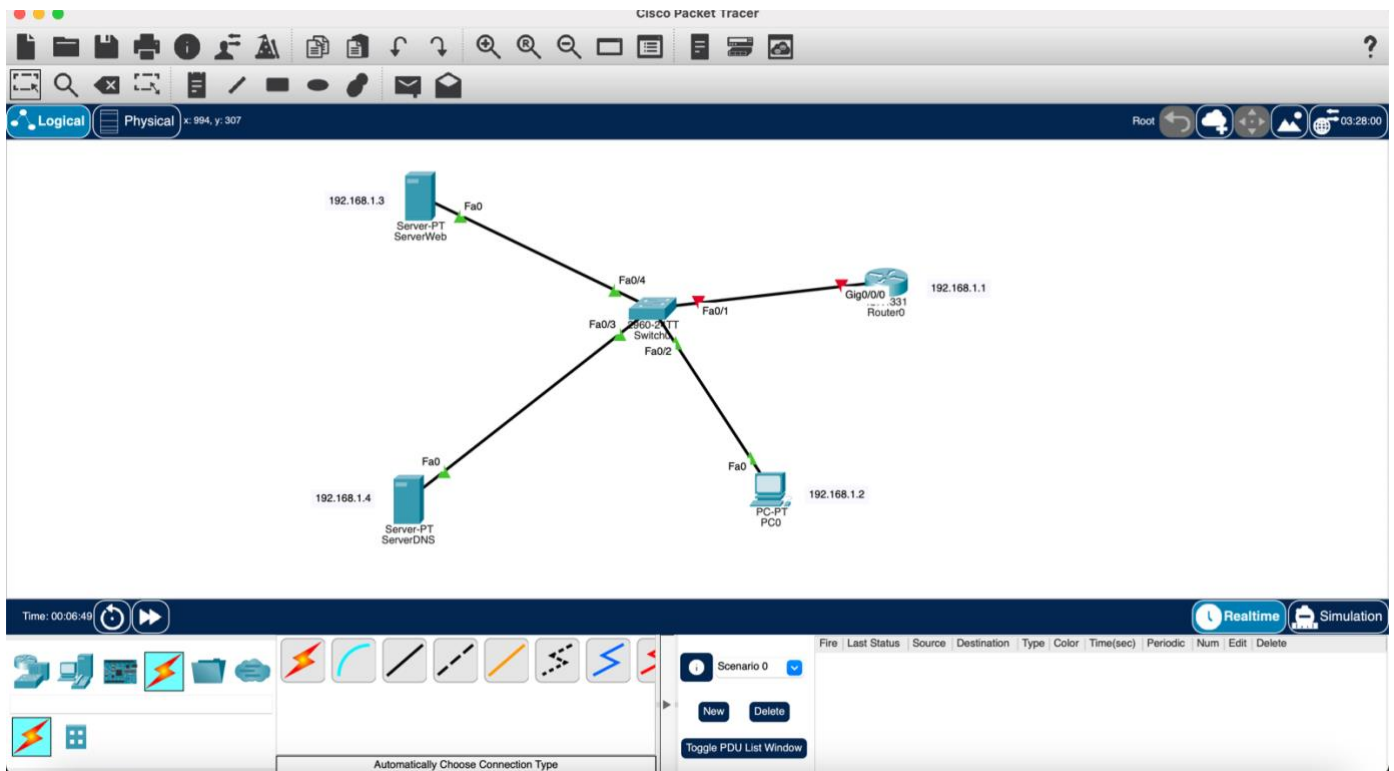 Cisco Packet Tracer
?
Logical
Physical
x: 994, y: 307
Root
03:28:00
192.168.1.3
Fa0
Server-PT
ServerWeb
Fa0/4
Gig0/0/0
331
Router0
192.168.1.1
Fa0/1
Fa0/3
2960-24TT
Switch0
Fa0/2
Fa0
192.168.1.4
Server-PT
ServerDNS
Fa0
192.168.1.2
PC-PT
PC0
Time: 00:06:49
Realtime
Simulation
Scenario 0
Fire Last Status Source Destination Type Color Time(sec) Periodic Num Edit Delete
New
Delete
Toggle PDU List Window
Automatically Choose Connection Type